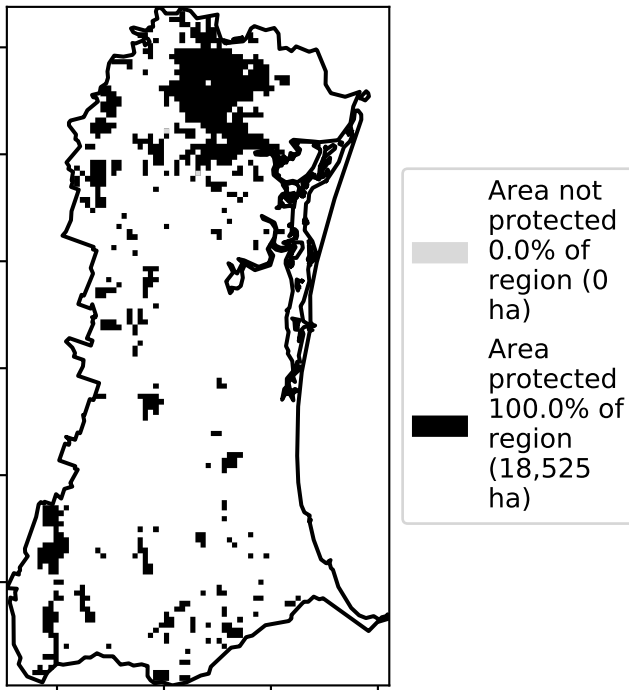 Area not
protected
0.0% of
region (0
ha)
Area
protected
100.0% of
region
(18,525
ha)